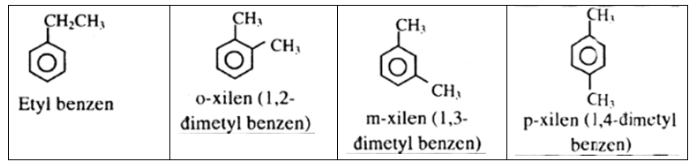 CH₂CH₃
Etyl benzen
CH₃
CH₃
o-xilen (1,2-
đimetyl benzen)
CH₃
CH₃
m-xilen (1,3-
đimetyl benzen)
CH₃
CH₃
p-xilen (1,4-đimetyl
benzen)